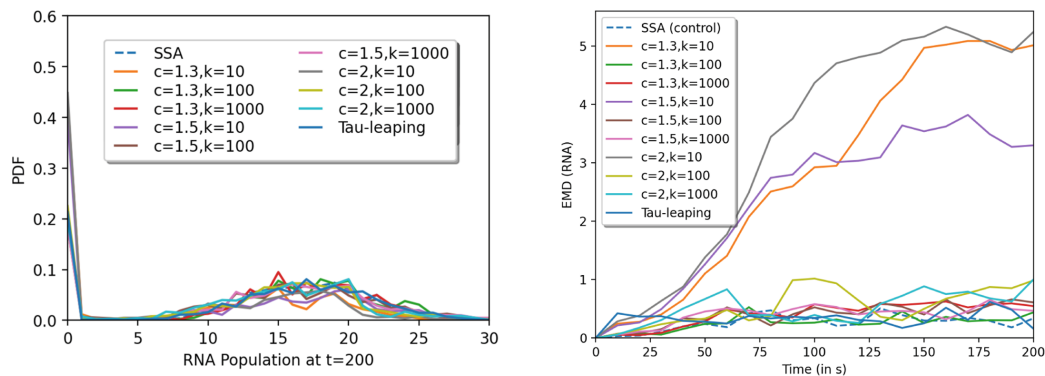 0.6
0.5
0.4
0.3
0.2
0.1
0.0
PDF
SSA
c=1.3,k=10
c=1.3,k=100
c=1.3,k=1000
c=1.5,k=10
c=1.5,k=100
c=1.5,k=1000
c=2,k=10
c=2,k=100
c=2,k=1000
Tau-leaping
0 5 10 15 20 25 30
RNA Population at t=200
5
4
3
2
1
0
EMD (RNA)
SSA (control)
c=1.3,k=10
c=1.3,k=100
c=1.3,k=1000
c=1.5,k=10
c=1.5,k=100
c=1.5,k=1000
c=2,k=10
c=2,k=100
c=2,k=1000
Tau-leaping
0 25 50 75 100 125 150 175 200
Time (in s)